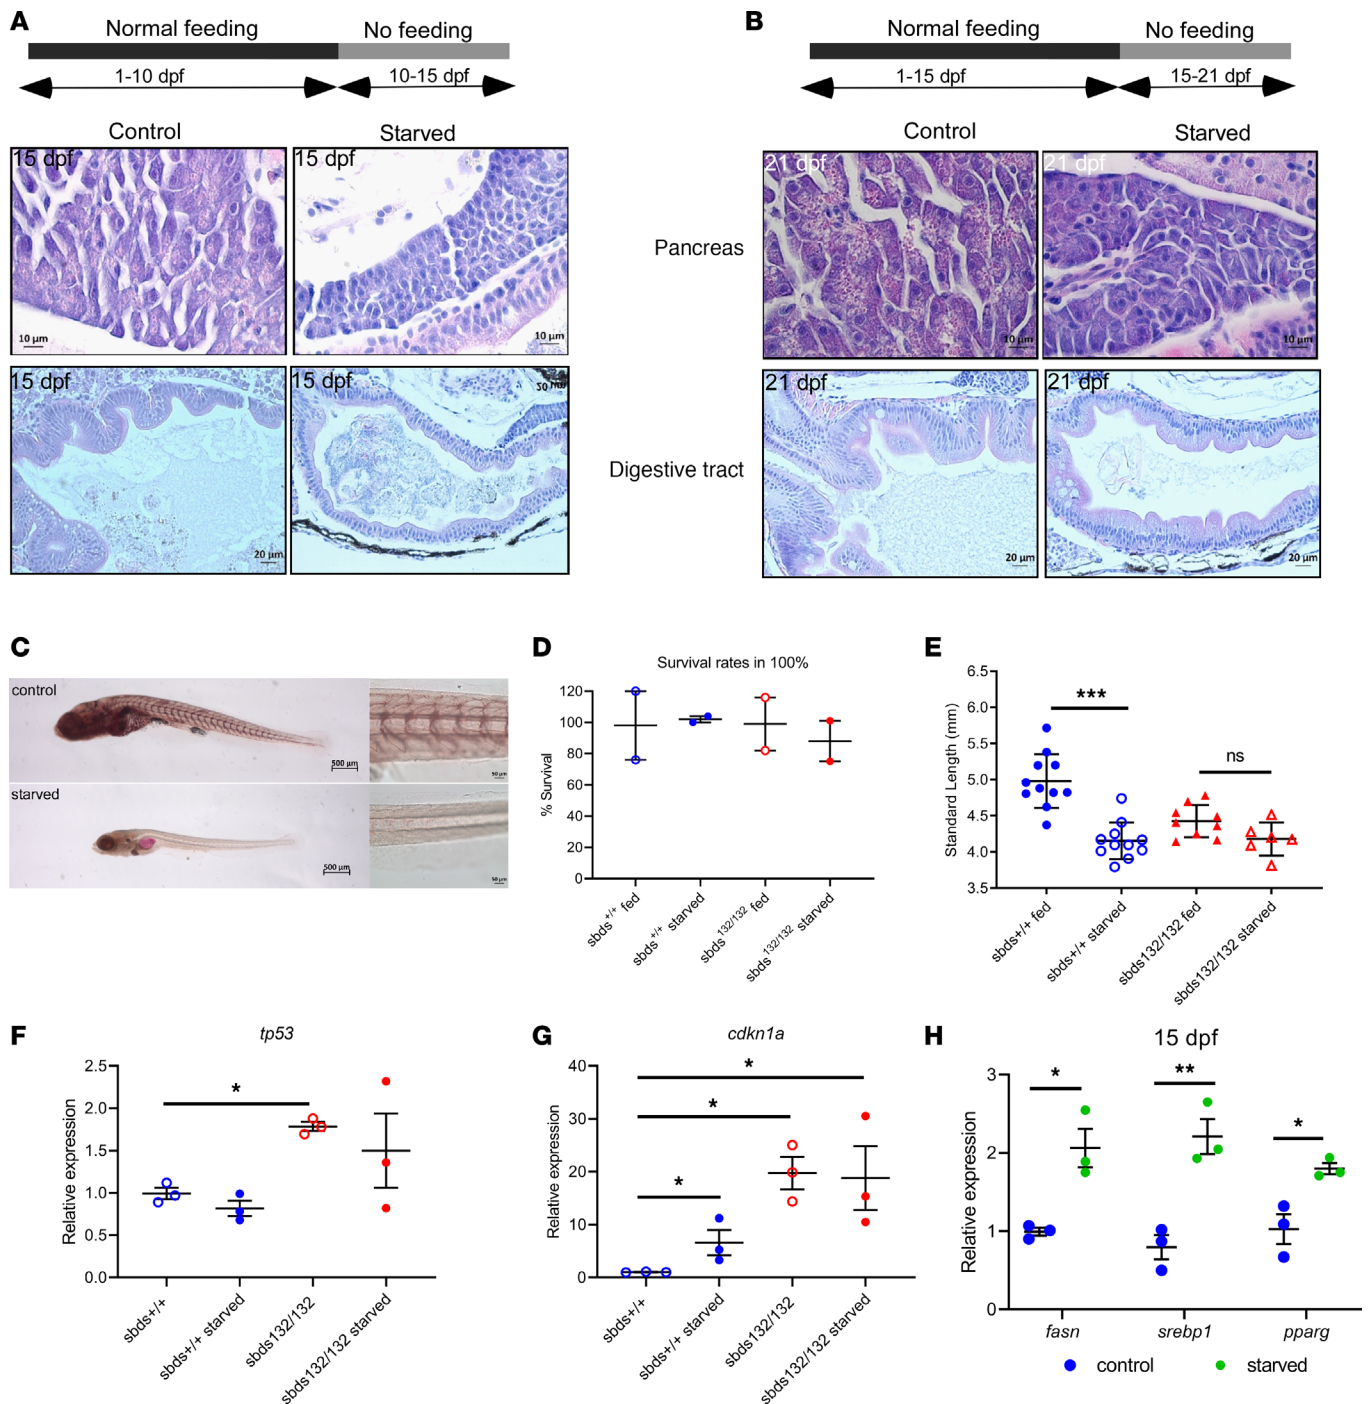 A
Normal feeding
No feeding
1-10 dpf
10-15 dpf
Control
Starved
15 dpf
15 dpf
10 µm
10 µm
15 dpf
15 dpf
20 µm
20 µm
B
Normal feeding
No feeding
1-15 dpf
15-21 dpf
Control
Starved
Pancreas
21 dpf
21 dpf
10 µm
10 µm
Digestive tract
21 dpf
21 dpf
20 µm
20 µm
C
control
500 µm
50 µm
starved
500 µm
50 µm
D
Survival rates in 100%
% Survival
120
100
80
60
40
20
0
sbds+/+ fed
sbds+/+ starved
sbds132/132 fed
sbds132/132 starved
E
Standard Length (mm)
6.5
6.0
5.5
5.0
4.5
4.0
3.5
***
ns
sbds+/+ fed
sbds+/+ starved
sbds132/132 fed
sbds132/132 starved
F
tp53
Relative expression
2.5
2.0
1.5
1.0
0.5
0.0
*
sbds+/+
sbds+/+ starved
sbds132/132
sbds132/132 starved
G
cdkn1a
Relative expression
40
30
20
10
0
*
*
*
sbds+/+
sbds+/+ starved
sbds132/132
sbds132/132 starved
H
15 dpf
Relative expression
3
2
1
0
*
**
*
fasn
srebp1
pparg
control
starved